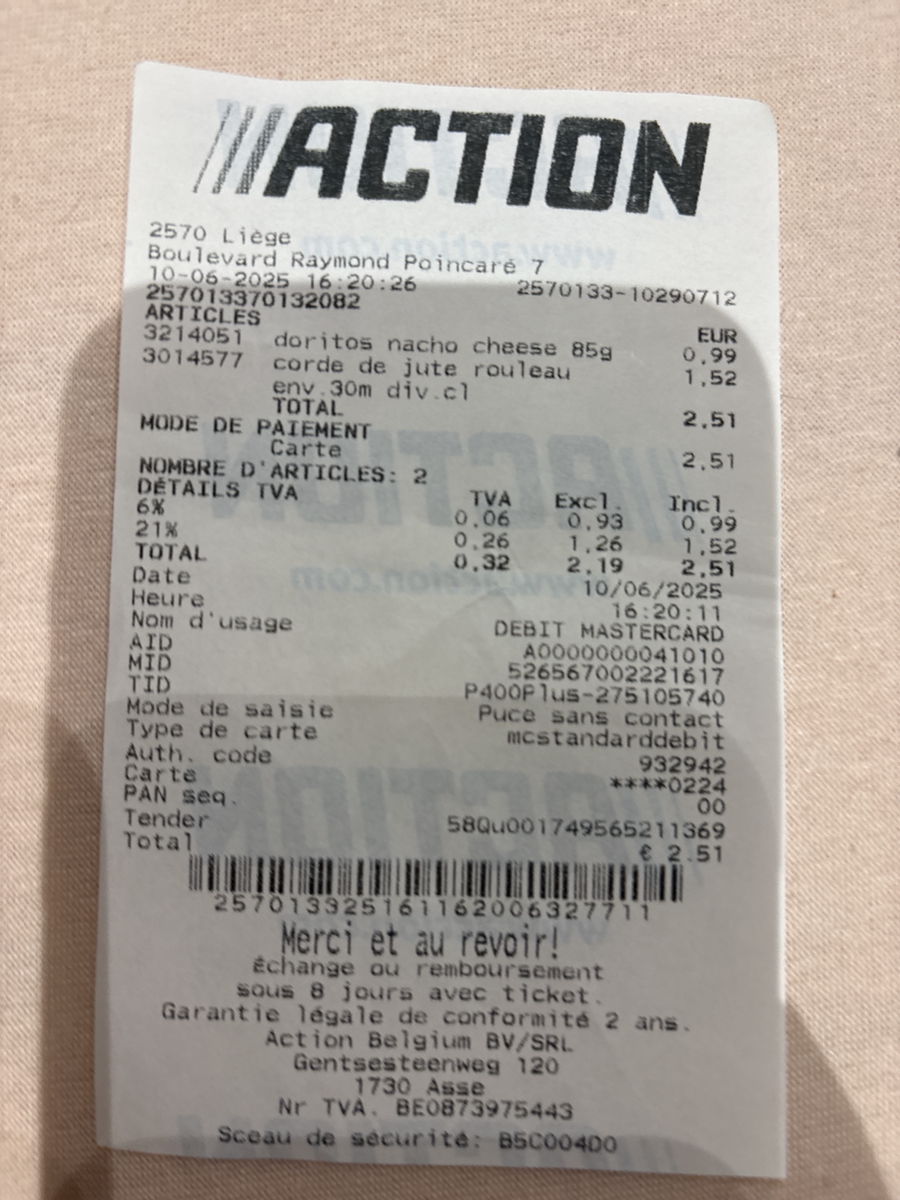 ///ACTION
2570 Liège
Boulevard Raymond Poincaré 7
10-06-2025 16:20:26 2570133-10290712
257013370132082
ARTICLES EUR
3214051 doritos nacho cheese 85g 0,99
3014577 corde de jute rouleau 1,52
env.30m div.cl
TOTAL 2,51
MODE DE PAIEMENT
Carte 2,51
NOMBRE D'ARTICLES: 2
DÉTAILS TVA TVA Excl. Incl.
6% 0,06 0,93 0,99
21% 0,26 1,26 1,52
TOTAL 0,32 2,19 2,51
Date 10/06/2025
Heure 16:20:11
Nom d'usage DEBIT MASTERCARD
AID A0000000041010
MID 526567002221617
TID P400Plus-275105740
Mode de saisie Puce sans contact
Type de carte mcstandarddebit
Auth. code 932942
Carte ****0224
PAN seq. 00
Tender 58Qu001749565211369
Total € 2.51
257013325161162006327711
Merci et au revoir!
Échange ou remboursement
sous 8 jours avec ticket.
Garantie légale de conformité 2 ans.
Action Belgium BV/SRL
Gentsesteenweg 120
1730 Asse
Nr TVA. BE0873975443
Sceau de sécurité: B5C004D0